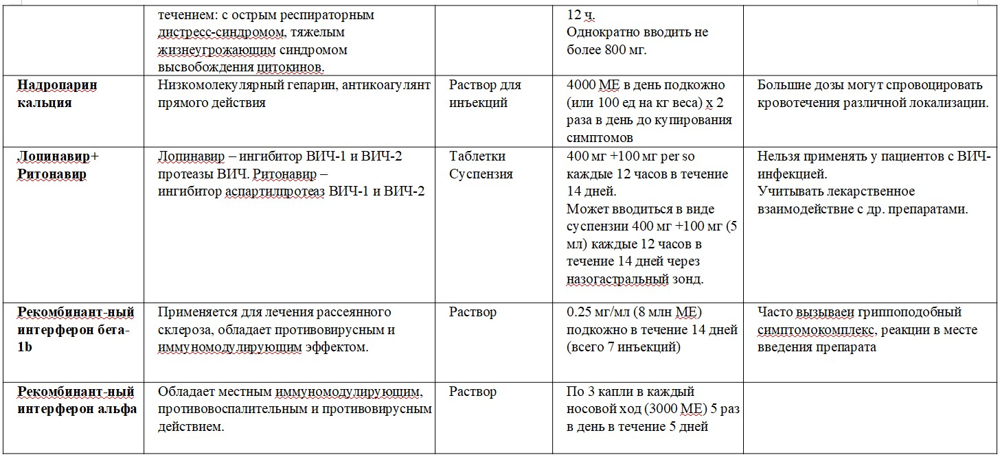 течением: с острым респираторным
дистресс-синдромом, тяжелым
жизнеугрожающим синдромом
высвобождения цитокинов.
12 ч.
Однократно вводить не
более 800 мг.
Надропарин
кальция
Низкомолекулярный гепарин, антикоагулянт
прямого действия
Раствор для
инъекций
4000 МЕ в день подкожно
(или 100 ед на кг веса) х 2
раза в день до купирования
симптомов
Большие дозы могут спровоцировать
кровотечения различной локализации.
Лопинавир+
Ритонавир
Лопинавир – ингибитор ВИЧ-1 и ВИЧ-2
протеазы ВИЧ. Ритонавир –
ингибитор аспартилпротеаз ВИЧ-1 и ВИЧ-2
Таблетки
Суспензия
400 мг +100 мг per so
каждые 12 часов в течение
14 дней.
Может вводиться в виде
суспензии 400 мг +100 мг (5
мл) каждые 12 часов в
течение 14 дней через
назогастральный зонд.
Нельзя применять у пациентов с ВИЧ-
инфекцией.
Учитывать лекарственное
взаимодействие с др. препаратами.
Рекомбинант-ный
интерферон бета-
1b
Применяется для лечения рассеянного
склероза, обладает противовирусным и
иммуномодулирующим эффектом.
Раствор
0.25 мг/мл (8 млн МЕ)
подкожно в течение 14 дней
(всего 7 инъекций)
Часто вызываеи гриппоподобный
симптомокомплекс, реакции в месте
введения препарата
Рекомбинант-ный
интерферон альфа
Обладает местным иммуномодулирующим,
противовоспалительным и противовирусным
действием.
Раствор
По 3 капли в каждый
носовой ход (3000 МЕ) 5 раз
в день в течение 5 дней